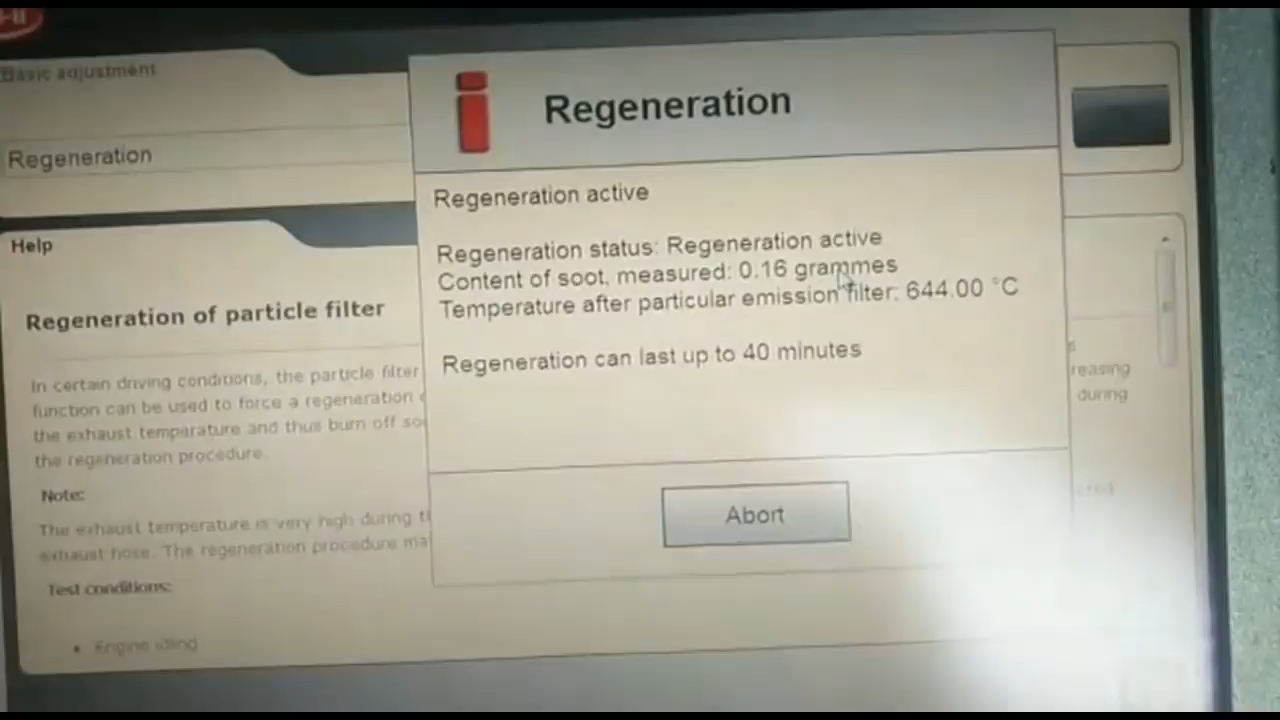 Basic adjustment
Regeneration
Help
Regeneration of particle filter
In certain driving conditions, the particle filter
function can be used to force a regeneration
the exhaust temparature and thus burn off
the regeneration procedure.
Note:
The exhaust temperature is very high during
exhaust hose. The regeneration procedure
Test conditions:
• Engine idling
Regeneration
Regeneration active
Regeneration status: Regeneration active
Content of soot, measured: 0.16 grammes
Temperature after particular emission filter: 644.00 °C
Regeneration can last up to 40 minutes
Abort
reasing
during